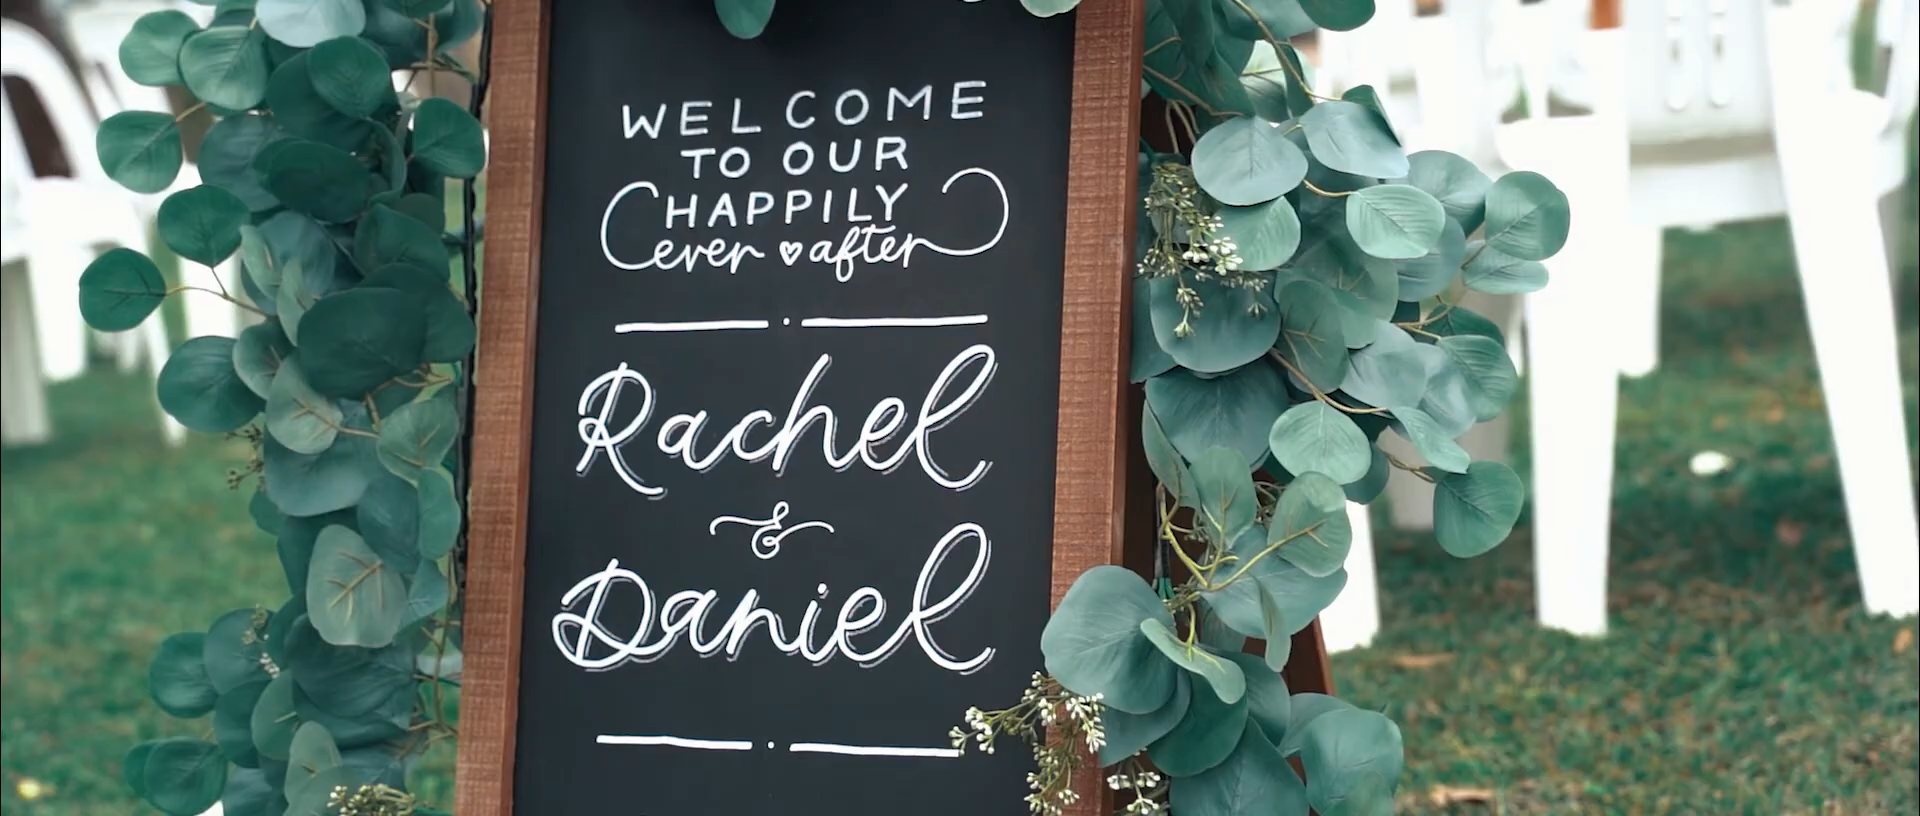 WELCOME
TO OUR
HAPPILY
ever ♡ after
Rachel
&
Daniel